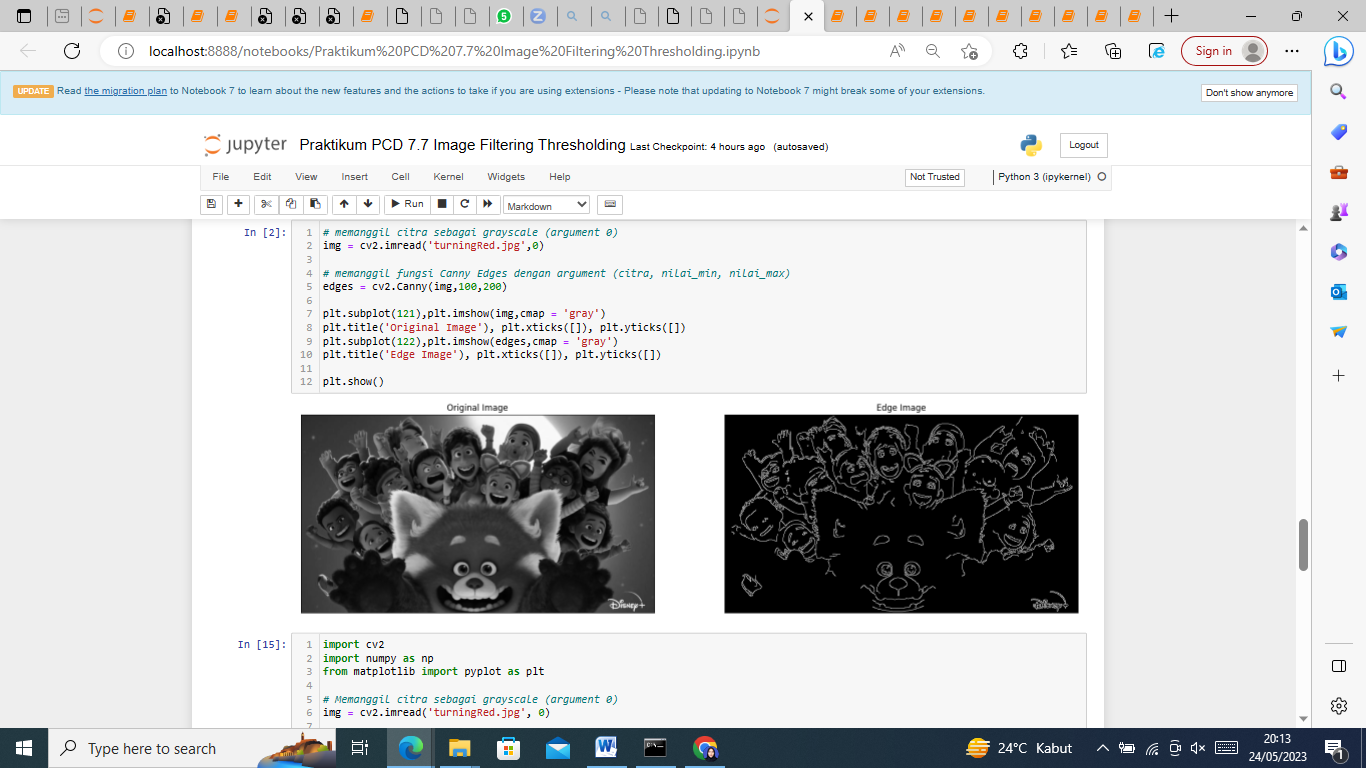 localhost:8888/notebooks/Praktikum%20PCD%207.7%20Image%20Filtering%20Thresholding.ipynb
Sign in
UPDATE Read the migration plan to Notebook 7 to learn about the new features and the actions to take if you are using extensions - Please note that updating to Notebook 7 might break some of your extensions.
Don't show anymore
jupyter Praktikum PCD 7.7 Image Filtering Thresholding Last Checkpoint: 4 hours ago (autosaved)
Logout
File Edit View Insert Cell Kernel Widgets Help
Not Trusted
Python 3 (ipykernel)
Run
Markdown
In [2]:
1 # memanggil citra sebagai grayscale (argument 0)
2 img = cv2.imread('turningRed.jpg',0)
3
4 # memanggil fungsi Canny Edges dengan argument (citra, nilai_min, nilai_max)
5 edges = cv2.Canny(img,100,200)
6
7 plt.subplot(121),plt.imshow(img,cmap = 'gray')
8 plt.title('Original Image'), plt.xticks([]), plt.yticks([])
9 plt.subplot(122),plt.imshow(edges,cmap = 'gray')
10 plt.title('Edge Image'), plt.xticks([]), plt.yticks([])
11
12 plt.show()
Original Image
Edge Image
Disney+
Disney+
In [15]:
1 import cv2
2 import numpy as np
3 from matplotlib import pyplot as plt
4
5 # Memanggil citra sebagai grayscale (argument 0)
6 img = cv2.imread('turningRed.jpg', 0)
7
Type here to search
24°C Kabut
20:13
24/05/2023
1